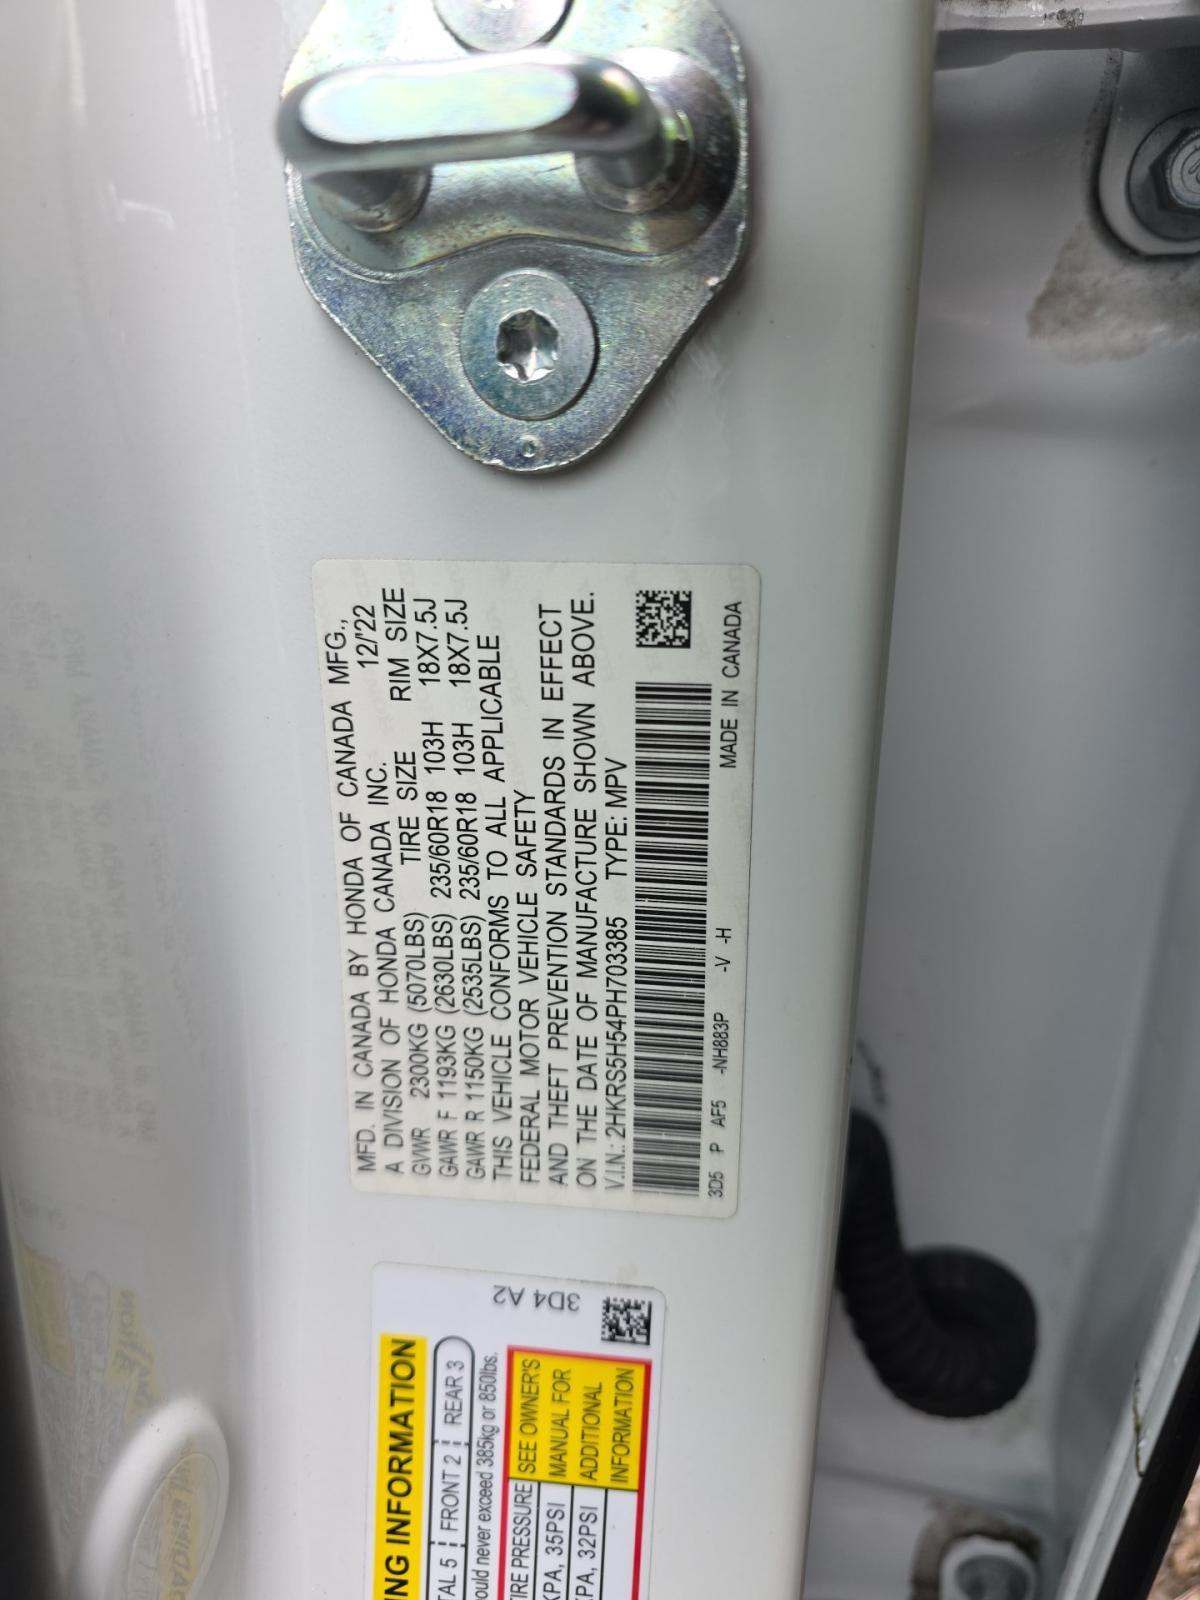 MFD. IN CANADA BY HONDA OF CANADA MFG.,
A DIVISION OF HONDA CANADA INC. 12/'22
GVWR 2300KG (5070LBS) TIRE SIZE RIM SIZE
GAWR F 1193KG (2630LBS) 235/60R18 103H 18X7.5J
GAWR R 1150KG (2535LBS) 235/60R18 103H 18X7.5J
THIS VEHICLE CONFORMS TO ALL APPLICABLE
FEDERAL MOTOR VEHICLE SAFETY
AND THEFT PREVENTION STANDARDS IN EFFECT
ON THE DATE OF MANUFACTURE SHOWN ABOVE.
V.I.N.: 2HKRS5H54PH703385 TYPE: MPV
3D5 P AF5 -NH883P -V -H
MADE IN CANADA
3D4 A2
NG INFORMATION
TAL 5 FRONT 2 REAR 3
ould never exceed 385kg or 850lbs.
TIRE PRESSURE SEE OWNER'S
KPA, 35PSI MANUAL FOR
KPA, 32PSI ADDITIONAL
INFORMATION